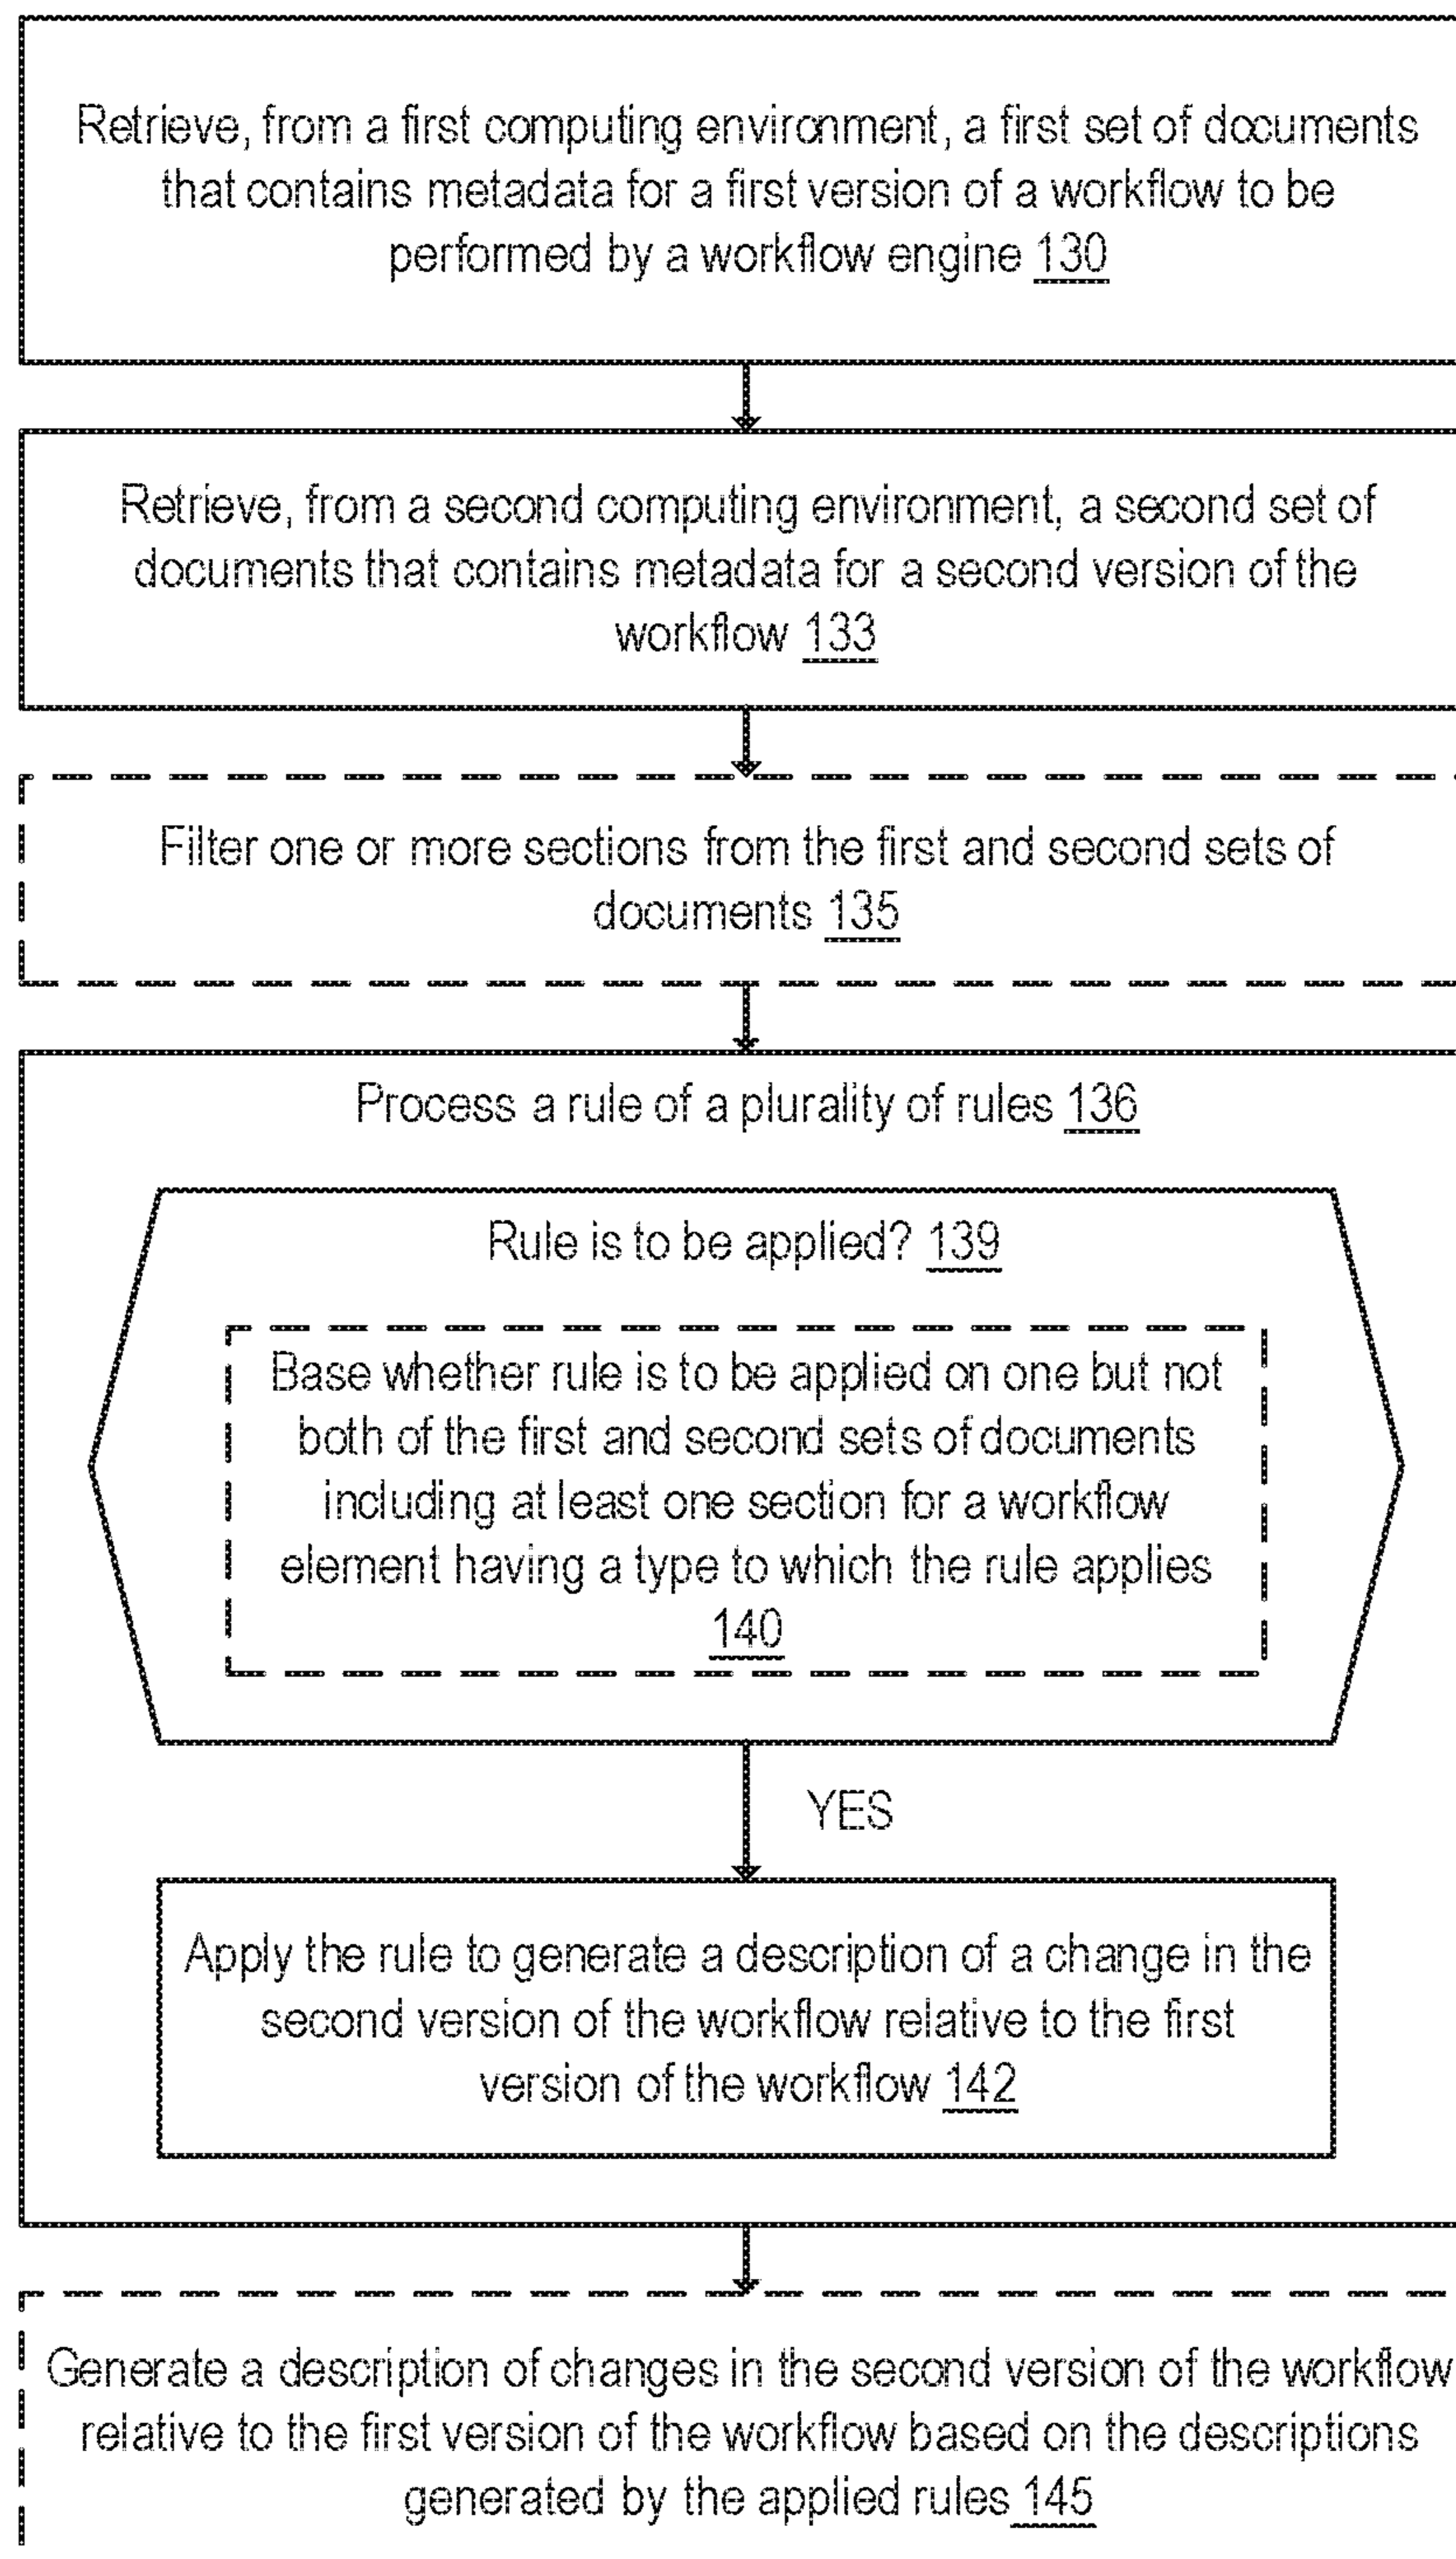 Retrieve, from a first computing environment, a first set of documents
that contains metadata for a first version of a workflow to be
performed by a workflow engine 130
Retrieve, from a second computing environment, a second set of
documents that contains metadata for a second version of the
workflow 133
Filter one or more sections from the first and second sets of
documents 135
Process a rule of a plurality of rules 136
Rule is to be applied? 139
Base whether rule is to be applied on one but not
both of the first and second sets of documents
including at least one section for a workflow
element having a type to which the rule applies
140
YES
Apply the rule to generate a description of a change in the
second version of the workflow relative to the first
version of the workflow 142
Generate a description of changes in the second version of the workflow
relative to the first version of the workflow based on the descriptions
generated by the applied rules 145